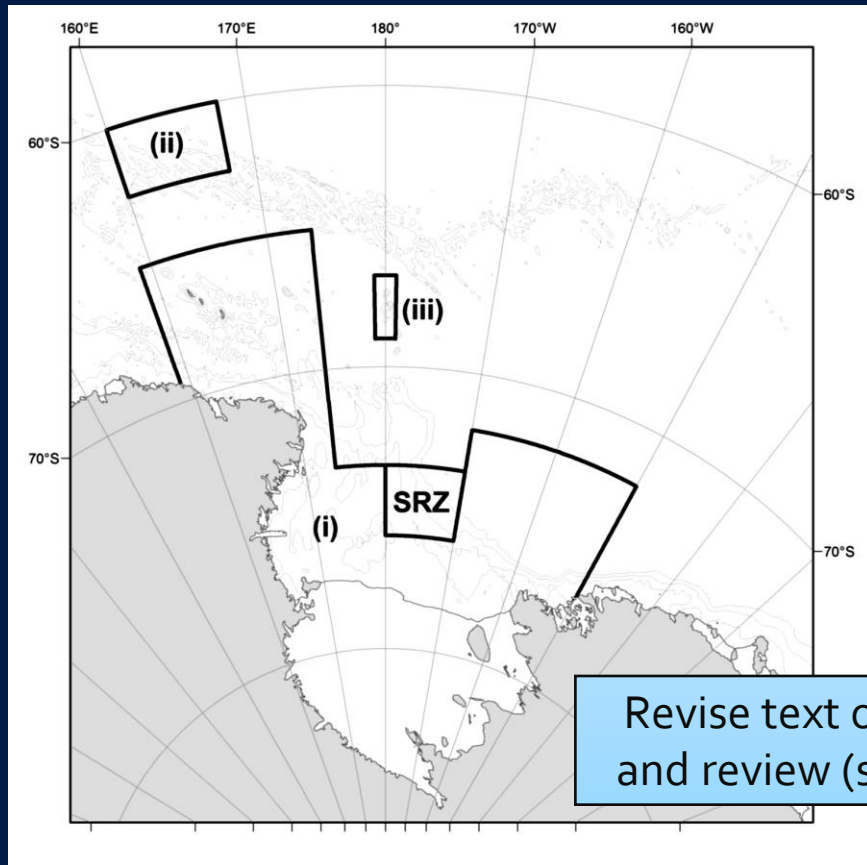 160°E 170°E 180° 170°W 160°W
60°S
(ii)
60°S
(iii)
70°S
SRZ
(i)
70°S
Revise text
and review